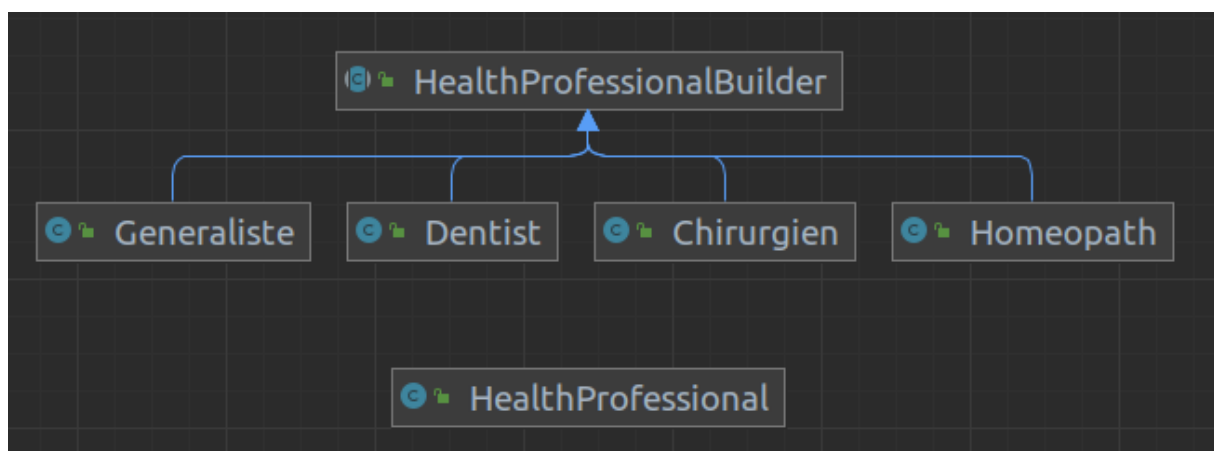 HealthProfessionalBuilder
Generaliste
Dentist
Chirurgien
Homeopath
HealthProfessional